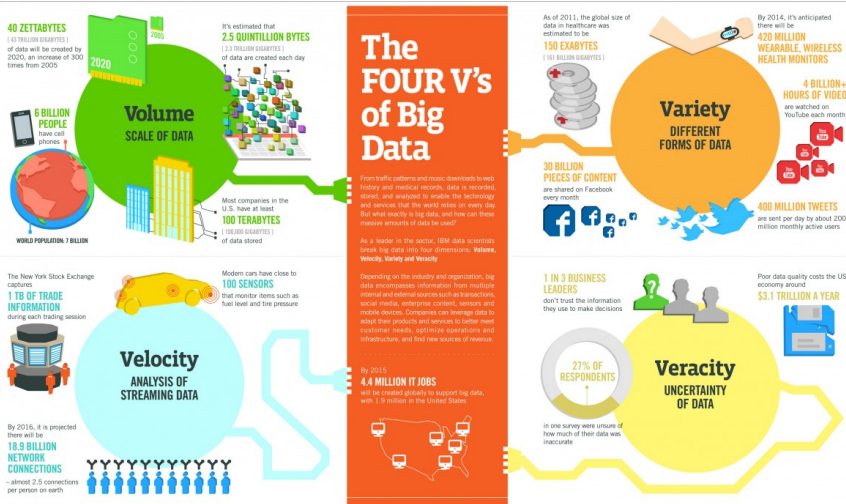 40 ZETTABYTES
[ 43 TRILLION GIGABYTES ]
of data will be created by
2020, an increase of 300
times from 2005
2005
2020
It's estimated that
2.5 QUINTILLION BYTES
[ 2.3 TRILLION GIGABYTES ]
of data are created each day
6 BILLION
PEOPLE
have cell
phones
WORLD POPULATION: 7 BILLION
Volume
SCALE OF DATA
Most companies in the
U.S. have at least
100 TERABYTES
[ 100,000 GIGABYTES ]
of data stored
The New York Stock Exchange
captures
1 TB OF TRADE
INFORMATION
during each trading session
Modern cars have close to
100 SENSORS
that monitor items such as
fuel level and tire pressure
Velocity
ANALYSIS OF
STREAMING DATA
By 2016, it is projected
there will be
18.9 BILLION
NETWORK
CONNECTIONS
– almost 2.5 connections
per person on earth
The
FOUR V's
of Big
Data
From traffic patterns and music downloads to web
history and medical records, data is recorded,
stored, and analyzed to enable the technology
and services that the world relies on every day.
But what exactly is big data, and how can these
massive amounts of data be used?
As a leader in the sector, IBM data scientists
break big data into four dimensions: Volume,
Velocity, Variety and Veracity
Depending on the industry and organization, big
data encompasses information from multiple
internal and external sources such as transactions,
social media, enterprise content, sensors and
mobile devices. Companies can leverage data to
adapt their products and services to better meet
customer needs, optimize operations and
infrastructure, and find new sources of revenue.
By 2015
4.4 MILLION IT JOBS
will be created globally to support big data,
with 1.9 million in the United States
As of 2011, the global size of
data in healthcare was
estimated to be
150 EXABYTES
[ 161 BILLION GIGABYTES ]
By 2014, it's anticipated
there will be
420 MILLION
WEARABLE, WIRELESS
HEALTH MONITORS
4 BILLION+
HOURS OF VIDEO
are watched on
YouTube each month
You
Tube
You
Tube
You
Tube
You
Tube
Variety
DIFFERENT
FORMS OF DATA
30 BILLION
PIECES OF CONTENT
are shared on Facebook
every month
400 MILLION TWEETS
are sent per day by about 200
million monthly active users
1 IN 3 BUSINESS
LEADERS
don't trust the information
they use to make decisions
?
Poor data quality costs the US
economy around
$3.1 TRILLION A YEAR
27% OF
RESPONDENTS
in one survey were unsure of
how much of their data was
inaccurate
Veracity
UNCERTAINTY
OF DATA